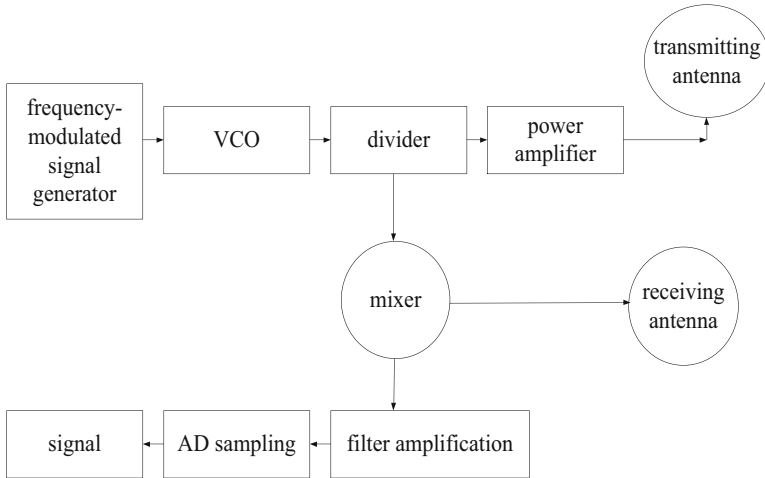 transmitting
antenna
frequency-
modulated
signal
generator
VCO
divider
power
amplifier
mixer
receiving
antenna
signal
AD sampling
filter amplification